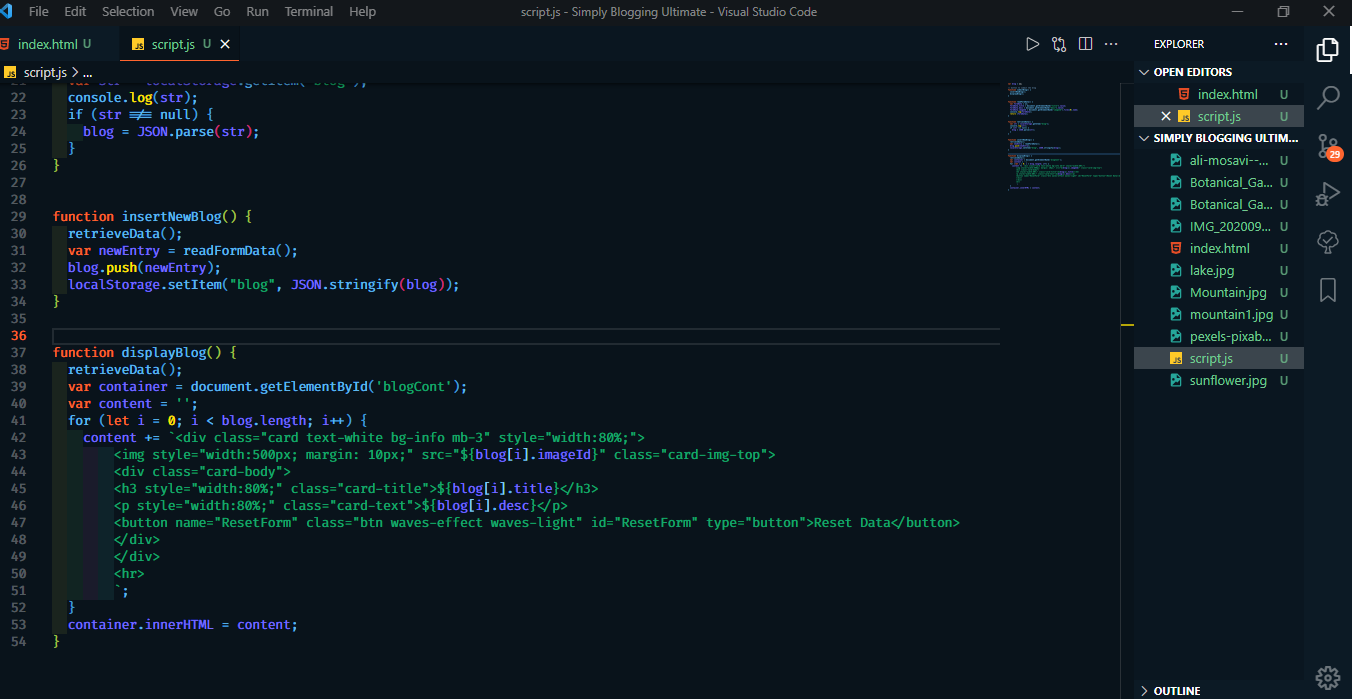 File Edit Selection View Go Run Terminal Help script.js - Simply Blogging Ultimate - Visual Studio Code
index.html U JS script.js U
JS script.js > ...
22 console.log(str);
23 if (str !== null) {
24 blog = JSON.parse(str);
25 }
26 }
27
28
29 function insertNewBlog() {
30 retrieveData();
31 var newEntry = readFormData();
32 blog.push(newEntry);
33 localStorage.setItem("blog", JSON.stringify(blog));
34 }
35
36
37 function displayBlog() {
38 retrieveData();
39 var container = document.getElementById('blogCont');
40 var content = '';
41 for (let i = 0; i < blog.length; i++) {
42 content += `<div class="card text-white bg-info mb-3" style="width:80%;">
43 <img style="width:500px; margin: 10px;" src="${blog[i].imageId}" class="card-img-top">
44 <div class="card-body">
45 <h3 style="width:80%;" class="card-title">${blog[i].title}</h3>
46 <p style="width:80%;" class="card-text">${blog[i].desc}</p>
47 <button name="ResetForm" class="btn waves-effect waves-light" id="ResetForm" type="button">Reset Data</button>
48 </div>
49 </div>
50 <hr>
51 `;
52 }
53 container.innerHTML = content;
54 }
EXPLORER
OPEN EDITORS
index.html U
JS script.js U
SIMPLY BLOGGING ULTIM...
ali-mosavi--... U
Botanical_Ga... U
Botanical_Ga... U
IMG_202009... U
index.html U
lake.jpg U
Mountain.jpg U
mountain1.jpg U
pexels-pixab... U
JS script.js U
sunflower.jpg U
OUTLINE
29